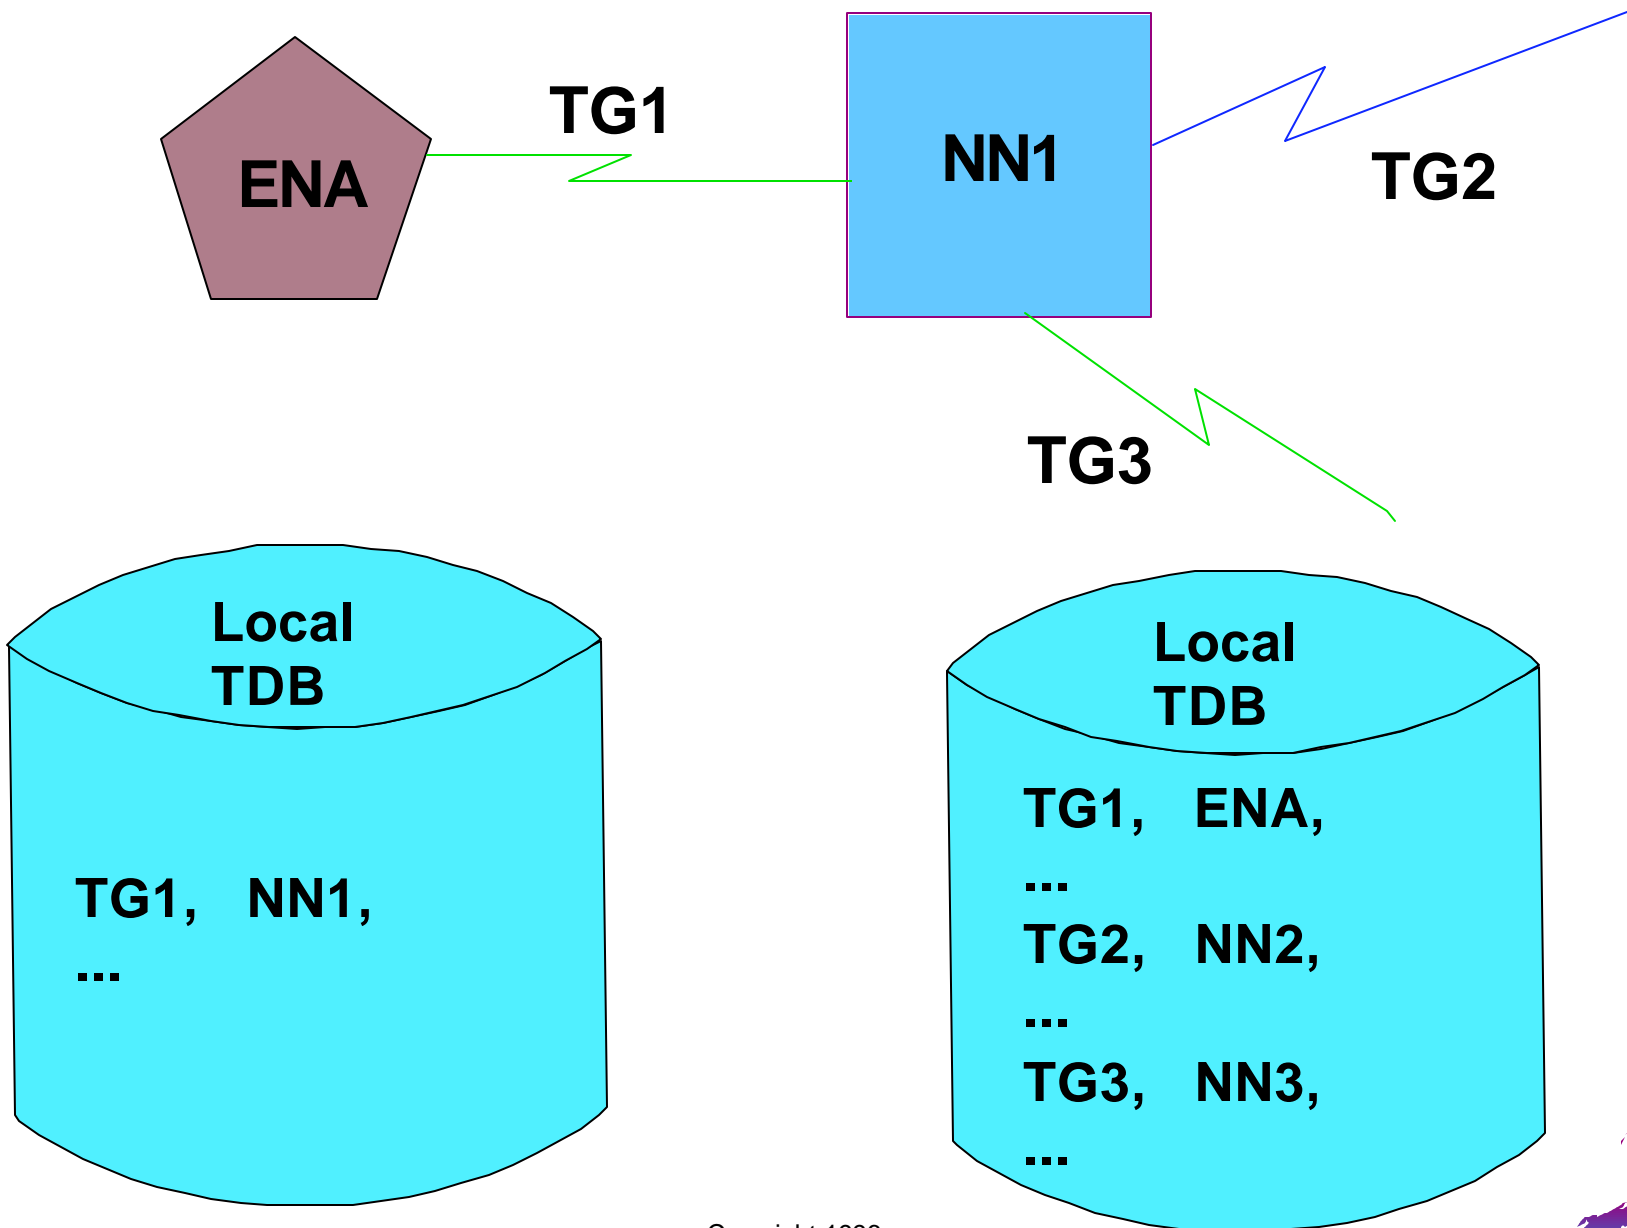 TG1
ENA
NN1
TG2
TG3
Local
TDB
TG1, NN1,
...
Local
TDB
TG1, ENA,
...
TG2, NN2,
...
TG3, NN3,
...